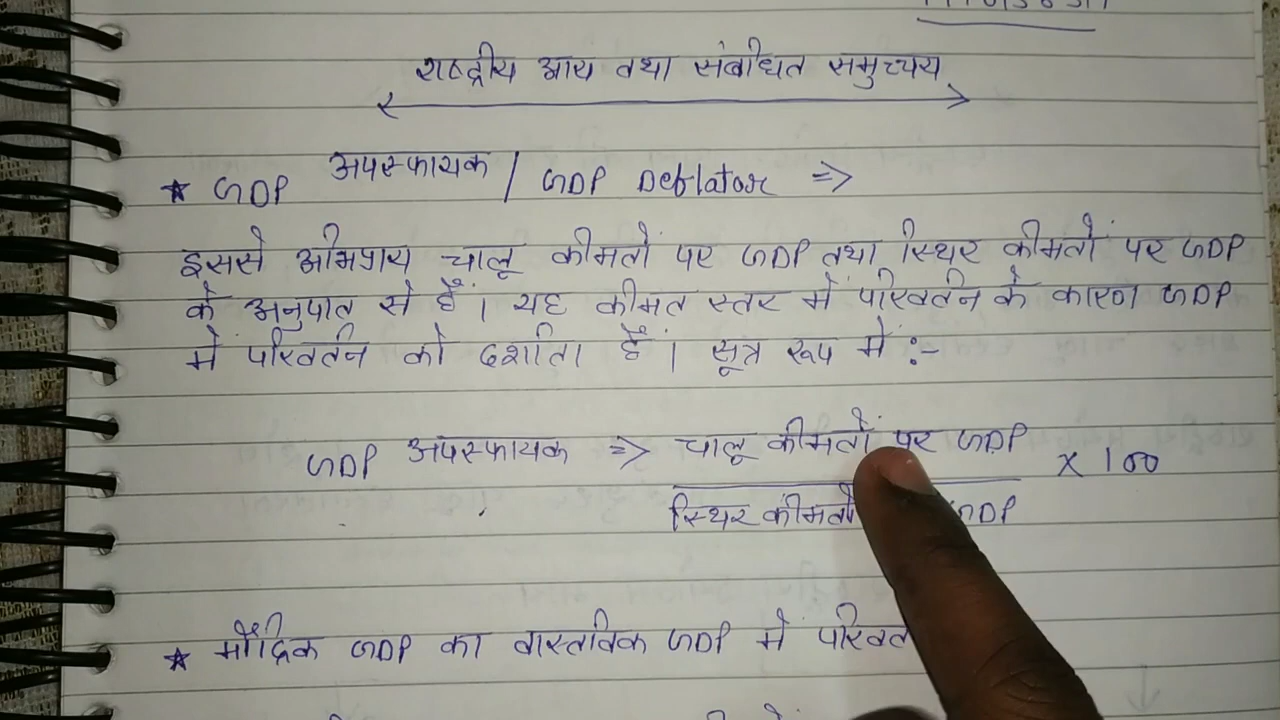 राष्ट्रीय आय तथा संबंधित समुच्चय
★ GDP अपस्फायक / GDP Deflator =>
इससे अभिप्राय चालू कीमतों पर GDP तथा स्थिर कीमतों पर GDP
के अनुपात से हैं। यह कीमत स्तर में परिवर्तन के कारण GDP
में परिवर्तन को दर्शाता हैं। सूत्र रूप में :-
GDP अपस्फायक => चालू कीमतों पर GDP × 100
स्थिर कीमतों GDP
★ मौद्रिक GDP का वास्तविक GDP में